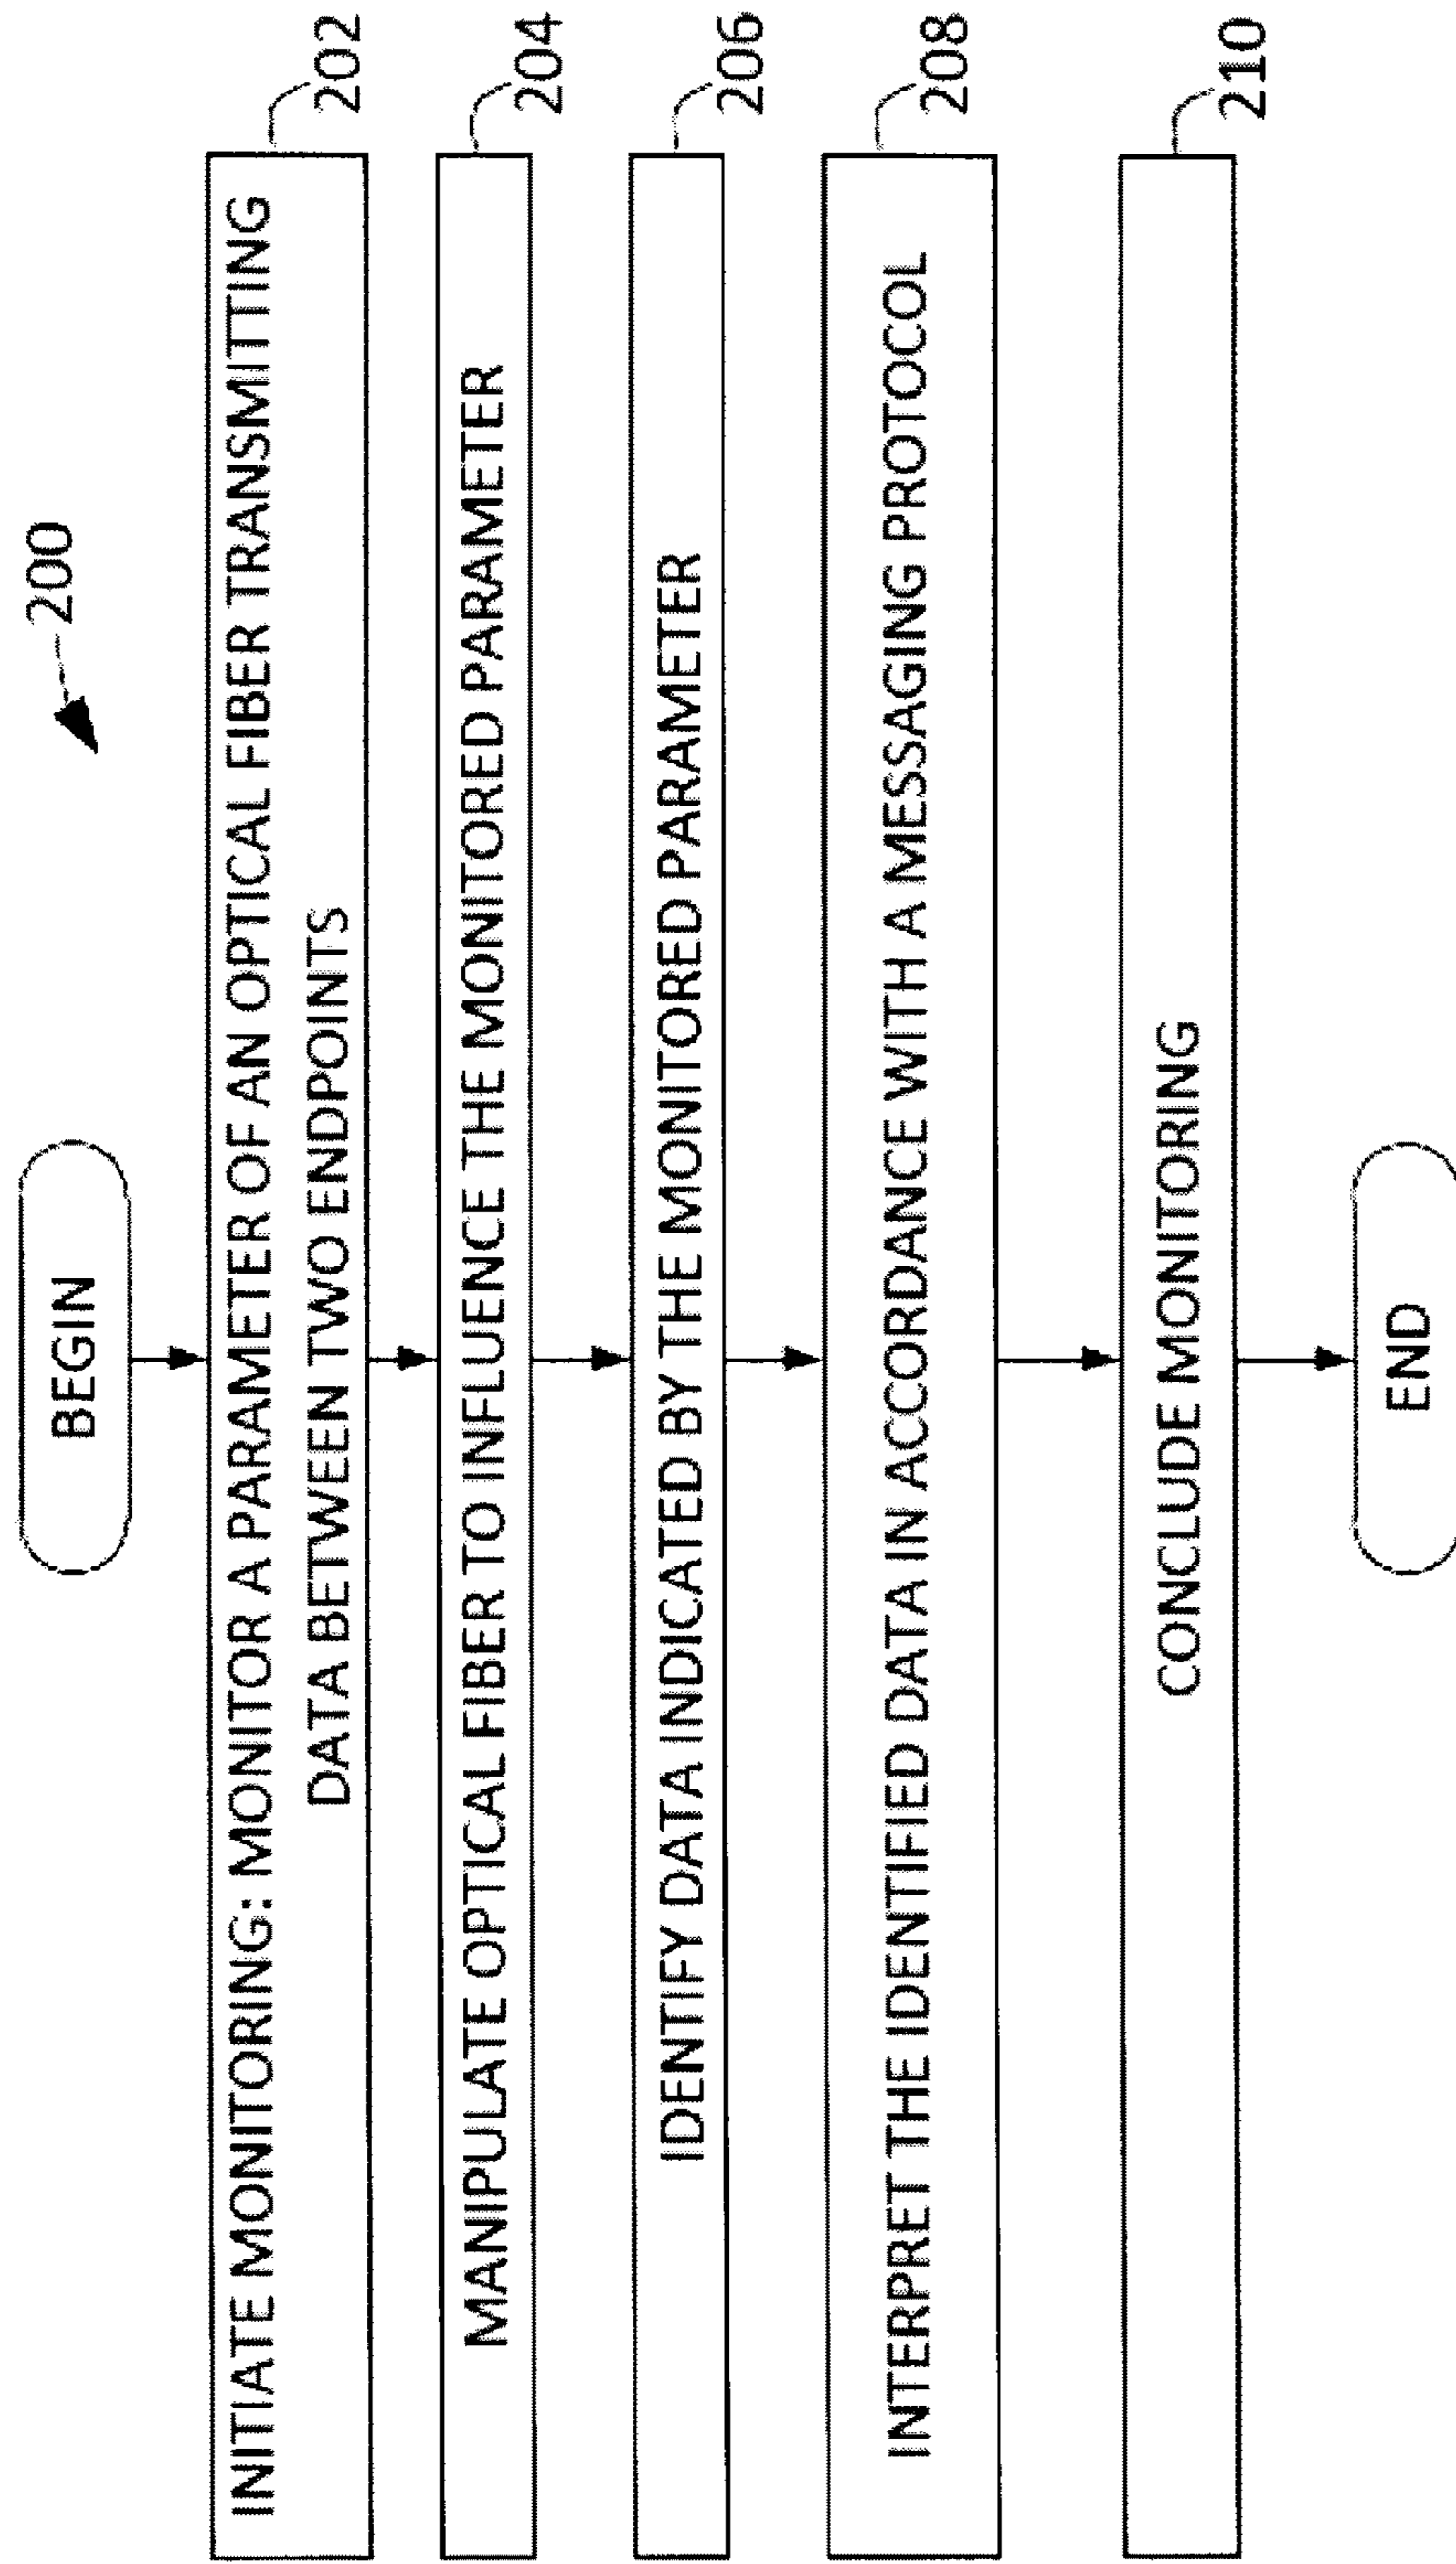 200
BEGIN
INITIATE MONITORING: MONITOR A PARAMETER OF AN OPTICAL FIBER TRANSMITTING
DATA BETWEEN TWO ENDPOINTS
202
MANIPULATE OPTICAL FIBER TO INFLUENCE THE MONITORED PARAMETER
204
IDENTIFY DATA INDICATED BY THE MONITORED PARAMETER
206
INTERPRET THE IDENTIFIED DATA IN ACCORDANCE WITH A MESSAGING PROTOCOL
208
CONCLUDE MONITORING
210
END